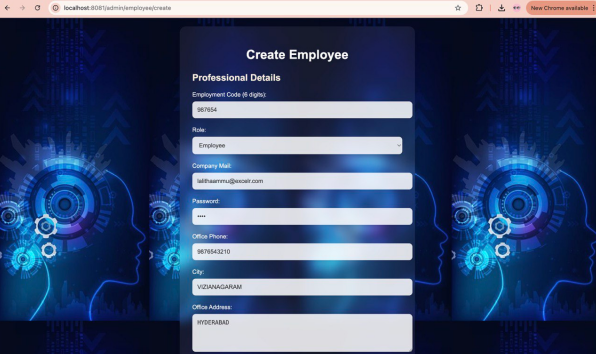 localhost:8081/admin/employee/create
New Chrome available
Create Employee
Professional Details
Employment Code (6 digits):
987654
Role:
Employee
Company Mail:
lalithaammu@exceir.com
Password:
••••
Office Phone:
9876543210
City:
VIZIANAGARAM
Office Address:
HYDERABAD